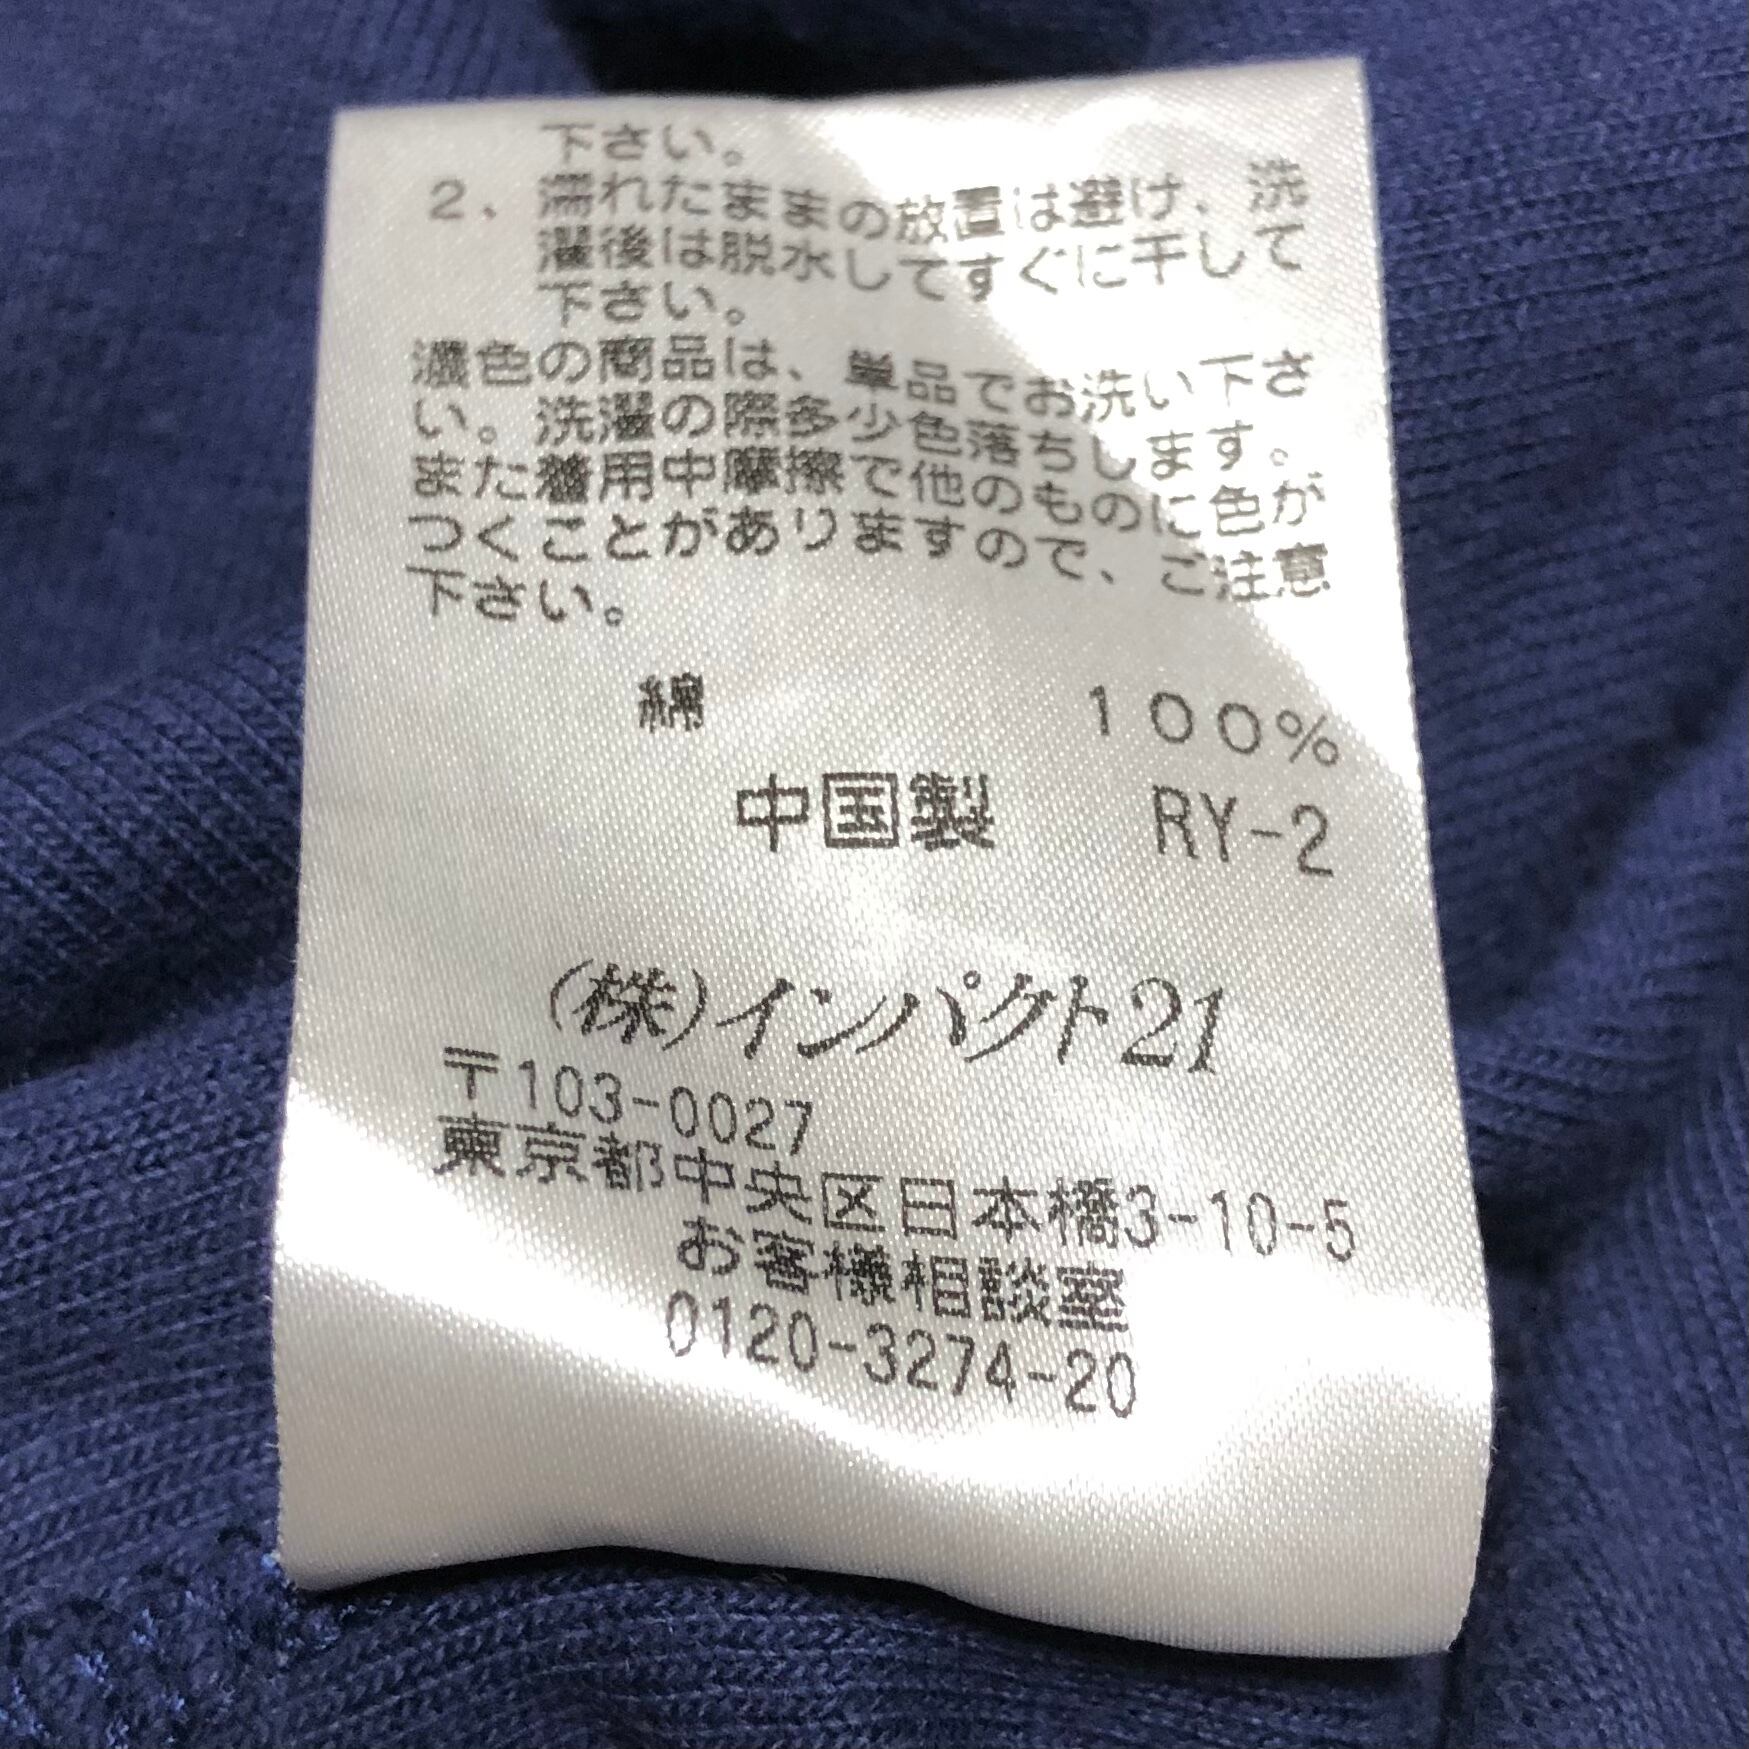 下さい。
2、濡れたままの放置は避け、洗
濯後は脱水してすぐに干して
下さい。
濃色の商品は、単品でお洗い下さ
い。洗濯の際多少色落ちします。
また着用中摩擦で他のものに色が
つくことがありますので、ご注意
下さい。
綿 100%
中国製 RY-2
(株)インパクト21
〒103-0027
東京都中央区日本橋3-10-5
お客様相談室
0120-3274-20